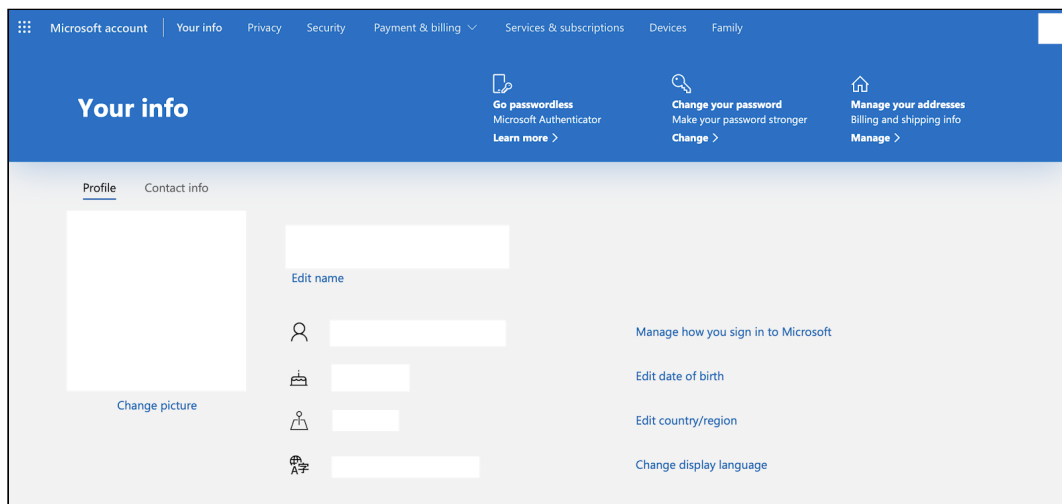 Microsoft account Your info Privacy Security Payment & billing Services & subscriptions Devices Family
Your info
Go passwordless
Microsoft Authenticator
Learn more >
Change your password
Make your password stronger
Change >
Manage your addresses
Billing and shipping info
Manage >
Profile Contact info
Edit name
Manage how you sign in to Microsoft
Edit date of birth
Change picture
Edit country/region
A字
Change display language